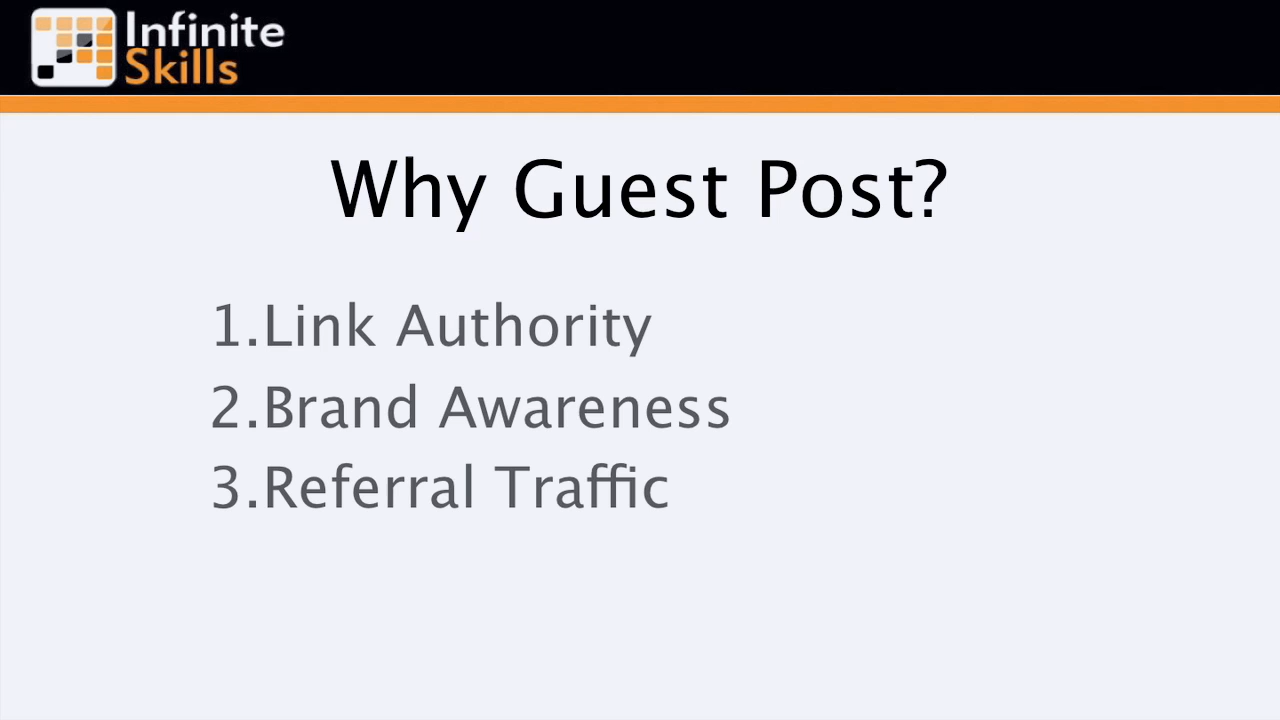 Infinite
Skills
Why Guest Post?
1.Link Authority
2.Brand Awareness
3.Referral Traffic